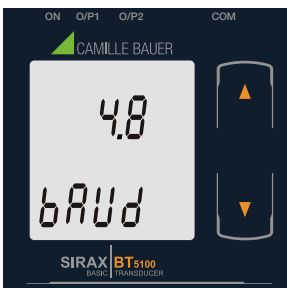 ON O/P1 O/P2 COM
CAMILLE BAUER
4.8
bAUd
SIRAX BT5100
BASIC TRANSDUCER